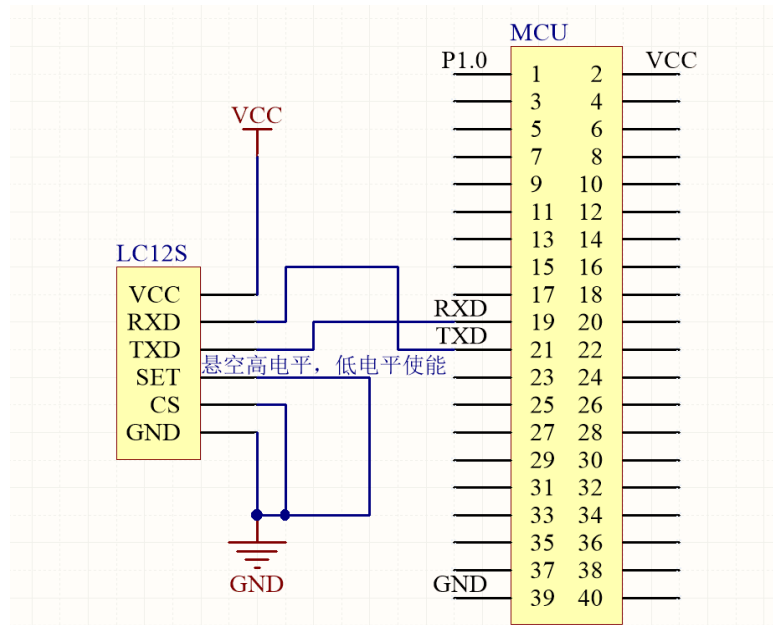 MCU
P1.0
1 2
VCC
3 4
5 6
7 8
9 10
11 12
13 14
15 16
17 18
RXD
19 20
TXD
21 22
23 24
25 26
27 28
29 30
31 32
33 34
35 36
37 38
GND
39 40
VCC
LC12S
VCC
RXD
TXD
悬空高电平，低电平使能
SET
CS
GND
GND